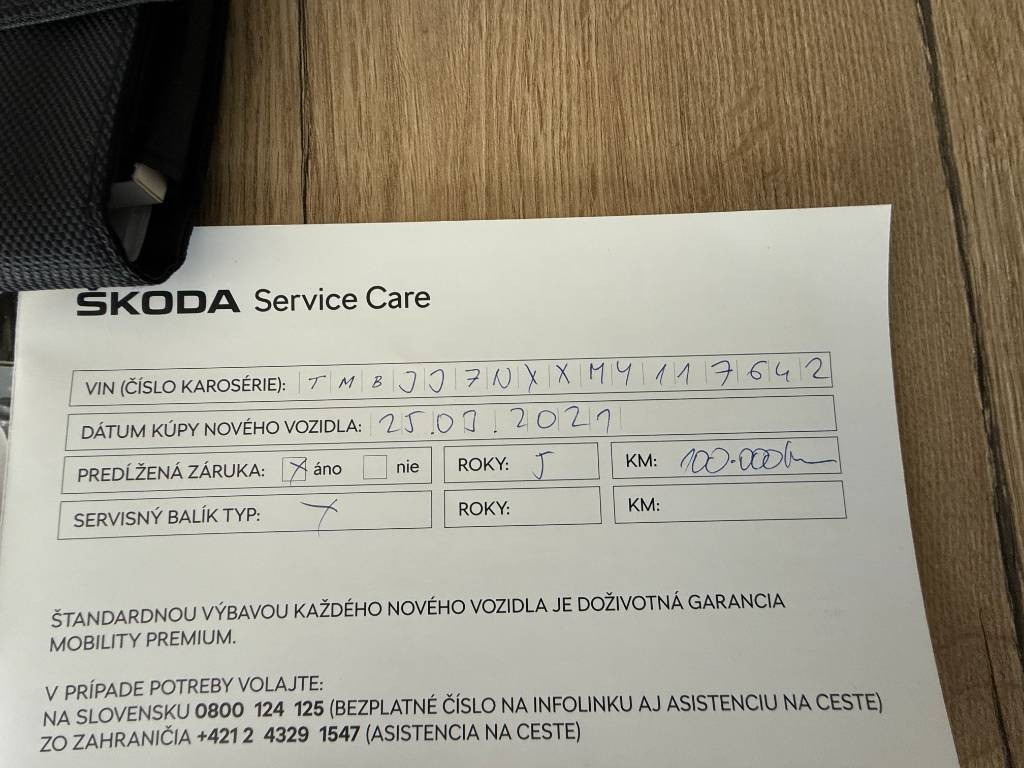 ŠKODA Service Care
VIN (ČÍSLO KAROSÉRIE): TMBJJ7NXXMY117642
DÁTUM KÚPY NOVÉHO VOZIDLA: 25.03.2021
PREDĹŽENÁ ZÁRUKA: X áno nie ROKY: 5 KM: 100.000km
SERVISNÝ BALÍK TYP: X ROKY: KM:
ŠTANDARDNOU VÝBAVOU KAŽDÉHO NOVÉHO VOZIDLA JE DOŽIVOTNÁ GARANCIA
MOBILITY PREMIUM.
V PRÍPADE POTREBY VOLAJTE:
NA SLOVENSKU 0800 124 125 (BEZPLATNÉ ČÍSLO NA INFOLINKU AJ ASISTENCIU NA CESTE)
ZO ZAHRANIČIA +421 2 4329 1547 (ASISTENCIA NA CESTE)